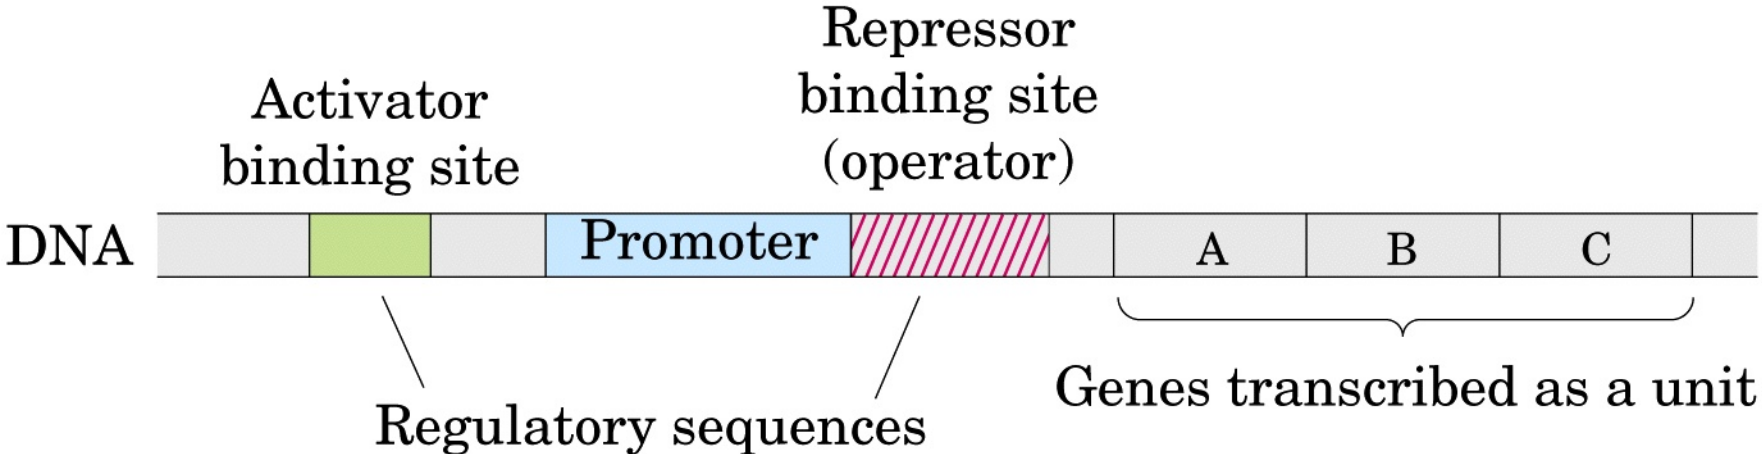 Activator
binding site
Repressor
binding site
(operator)
DNA
Promoter
A
B
C
Regulatory sequences
Genes transcribed as a unit